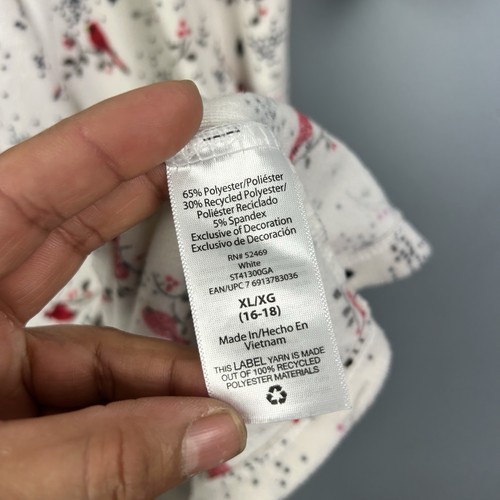 65% Polyester/Poliéster
30% Recycled Polyester/
Poliéster Reciclado
5% Spandex
Exclusive of Decoration
Exclusivo de Decoración
RN# 52469
White
ST41300GA
EAN/UPC 7 6913783036
XL/XG
(16-18)
Made In/Hecho En
Vietnam
THIS LABEL YARN IS MADE
OUT OF 100% RECYCLED
POLYESTER MATERIALS